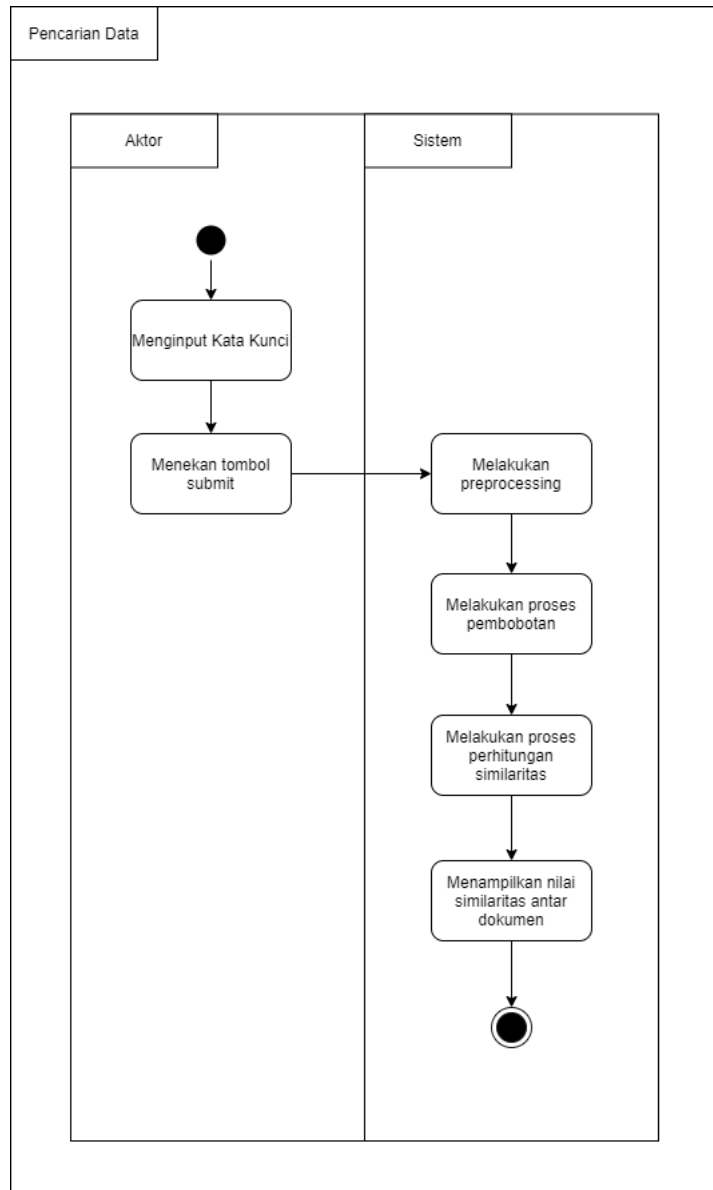 Pencarian Data
Aktor
Sistem
Menginput Kata Kunci
Menekan tombol
submit
Melakukan
preprocessing
Melakukan proses
pembobotan
Melakukan proses
perhitungan
similaritas
Menampilkan nilai
similaritas antar
dokumen